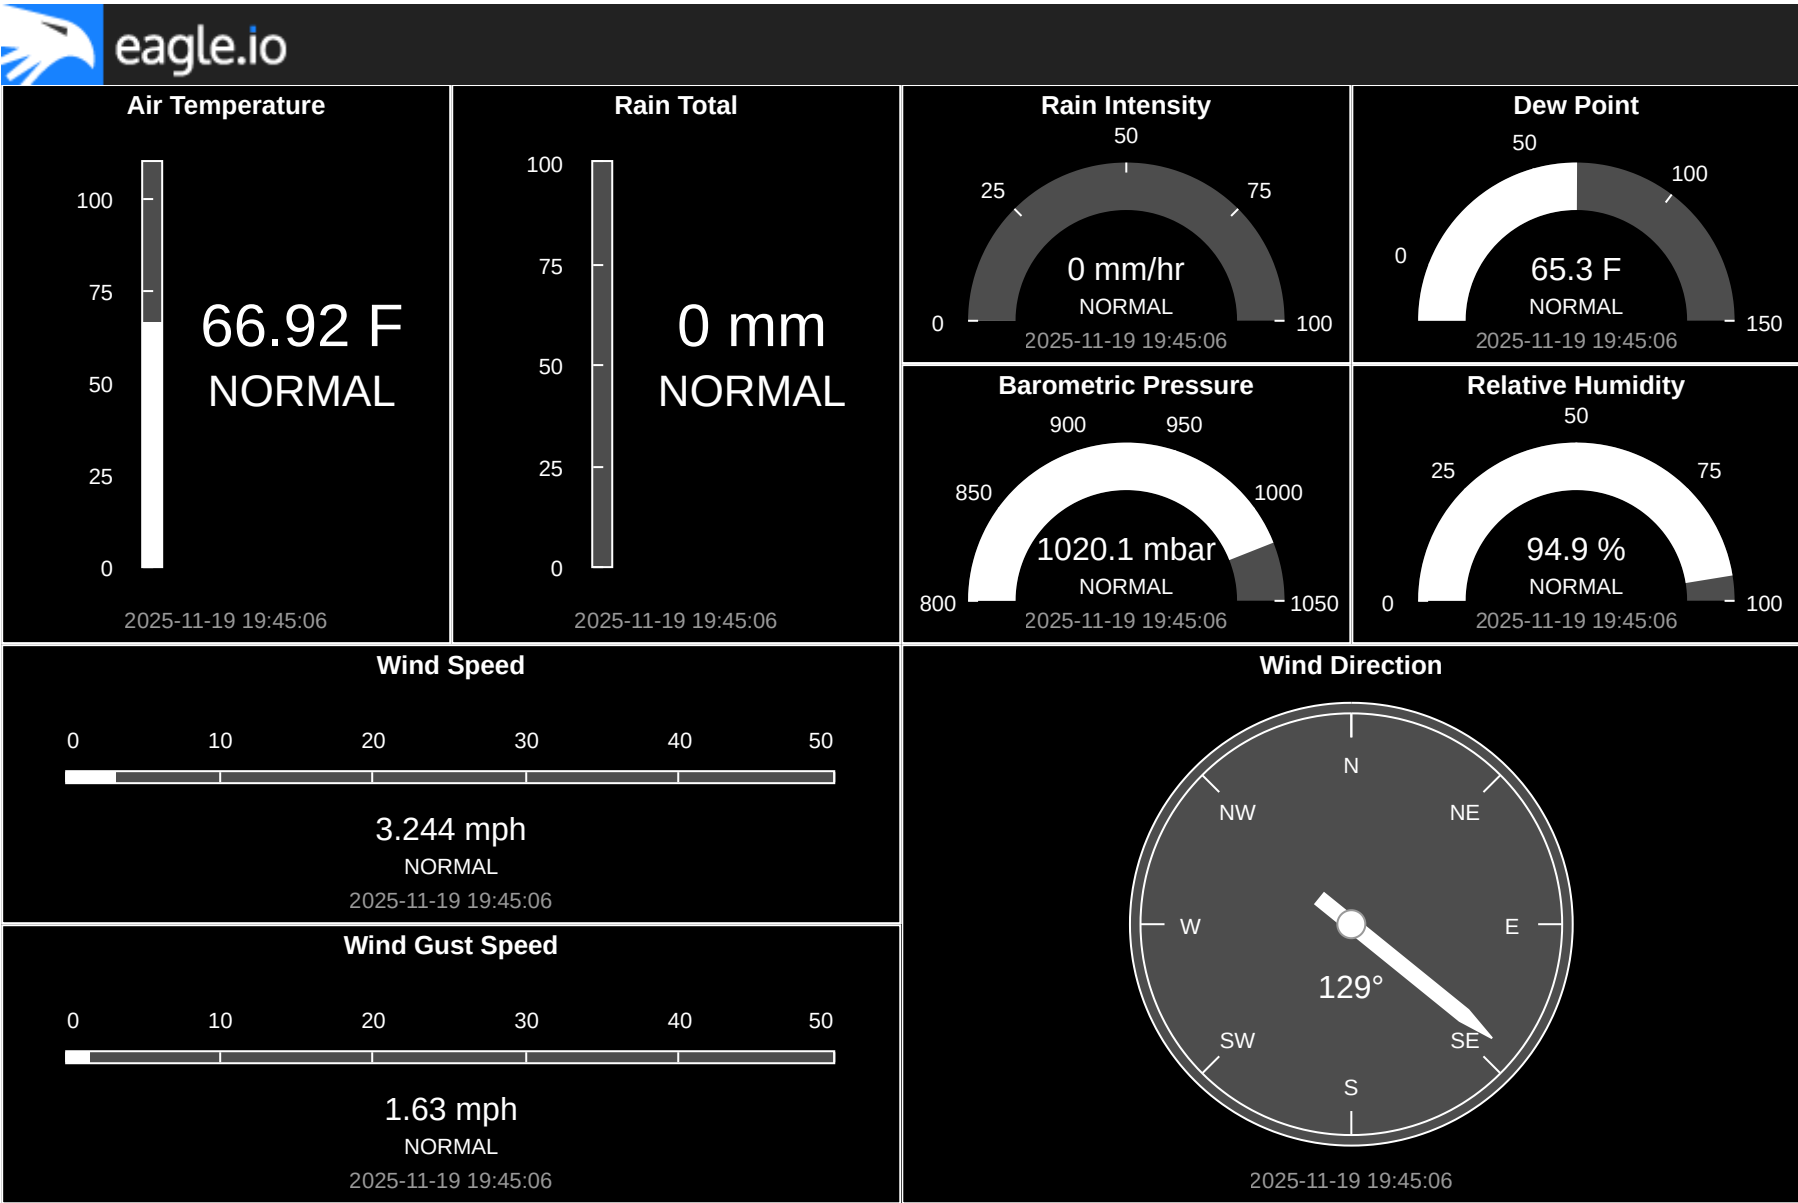 eagle.io
Air Temperature
100
75
50
25
0
66.92 F
NORMAL
2025-11-19 19:45:06
Rain Total
100
75
50
25
0
0 mm
NORMAL
2025-11-19 19:45:06
Rain Intensity
50
25
75
0
100
0 mm/hr
NORMAL
2025-11-19 19:45:06
Dew Point
50
100
0
150
65.3 F
NORMAL
2025-11-19 19:45:06
Barometric Pressure
900
950
850
1000
800
1050
1020.1 mbar
NORMAL
2025-11-19 19:45:06
Relative Humidity
50
25
75
0
100
94.9 %
NORMAL
2025-11-19 19:45:06
Wind Speed
0 10 20 30 40 50
3.244 mph
NORMAL
2025-11-19 19:45:06
Wind Gust Speed
0 10 20 30 40 50
1.63 mph
NORMAL
2025-11-19 19:45:06
Wind Direction
N
NW NE
W E
129°
SW SE
S
2025-11-19 19:45:06